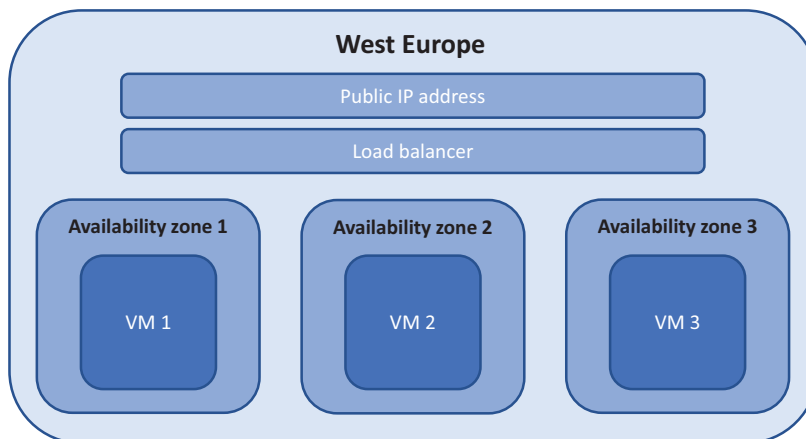 West Europe
Public IP address
Load balancer
Availability zone 1
Availability zone 2
Availability zone 3
VM 1
VM 2
VM 3